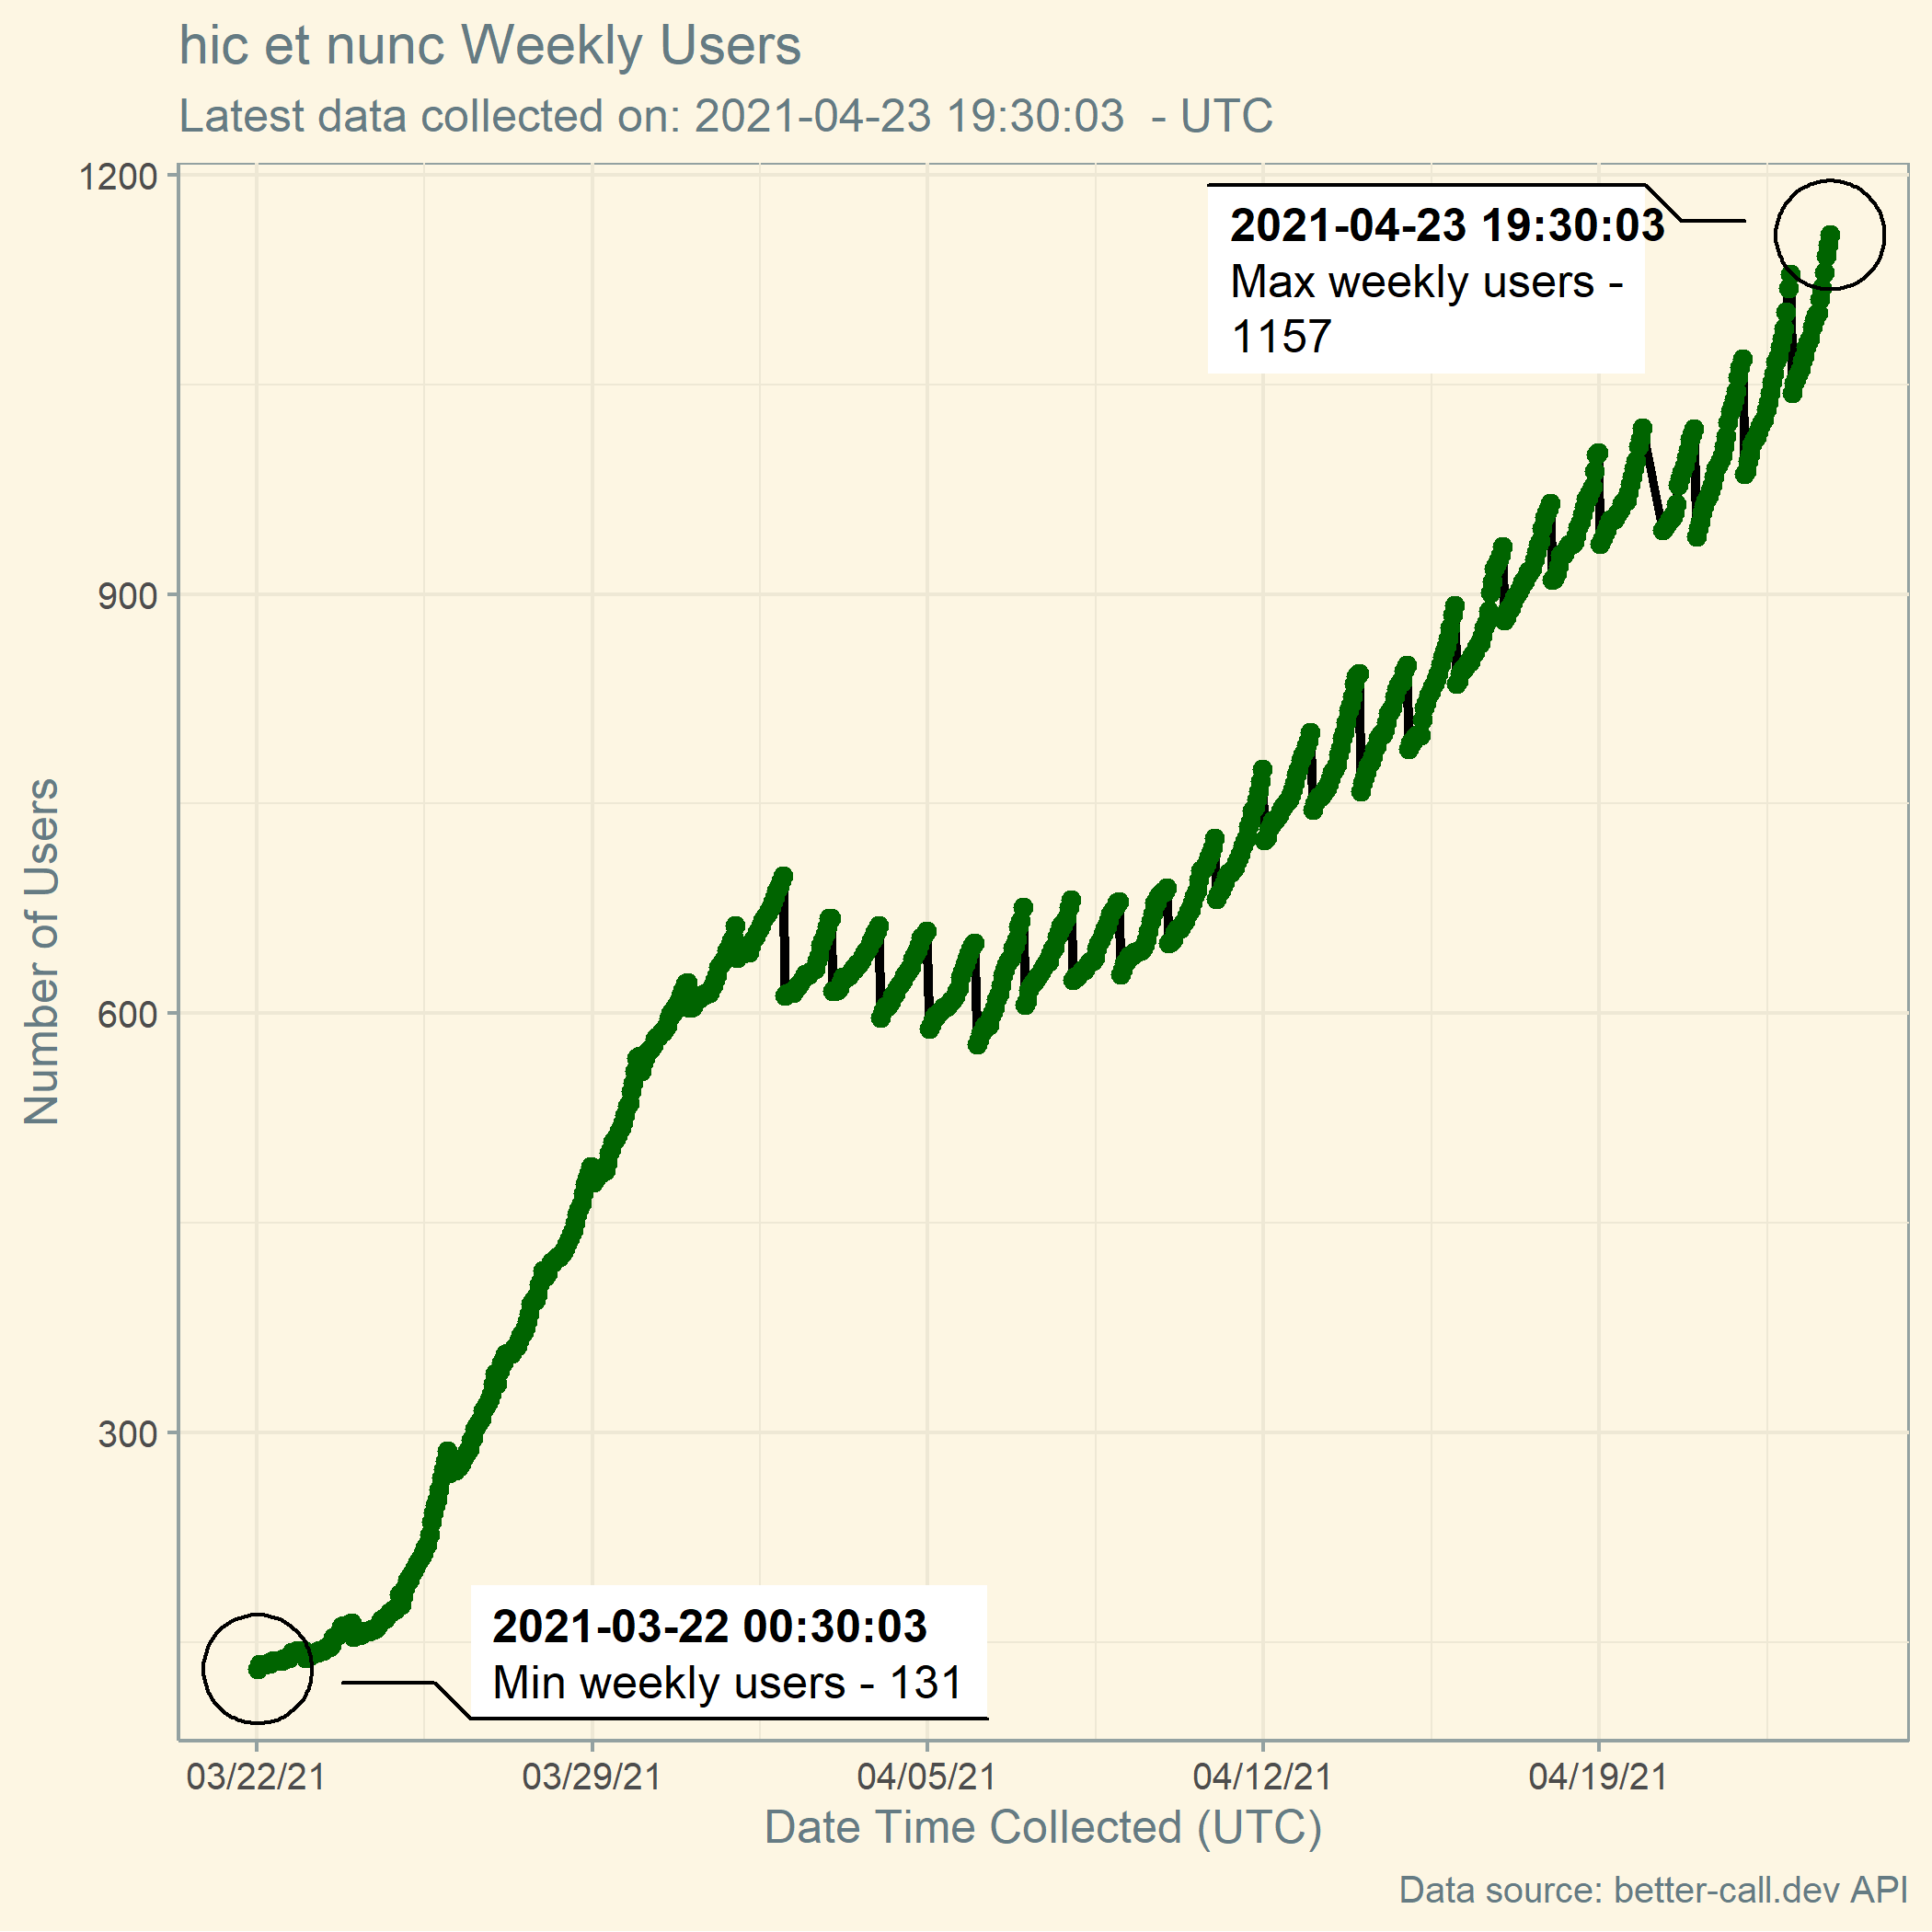 hic et nunc Weekly Users
Latest data collected on: 2021-04-23 19:30:03  - UTC
1200
2021-04-23 19:30:03
Max weekly users -
1157
900
Number of Users
600
300
2021-03-22 00:30:03
Min weekly users - 131
03/22/21 03/29/21 04/05/21 04/12/21 04/19/21
Date Time Collected (UTC)
Data source: better-call.dev API